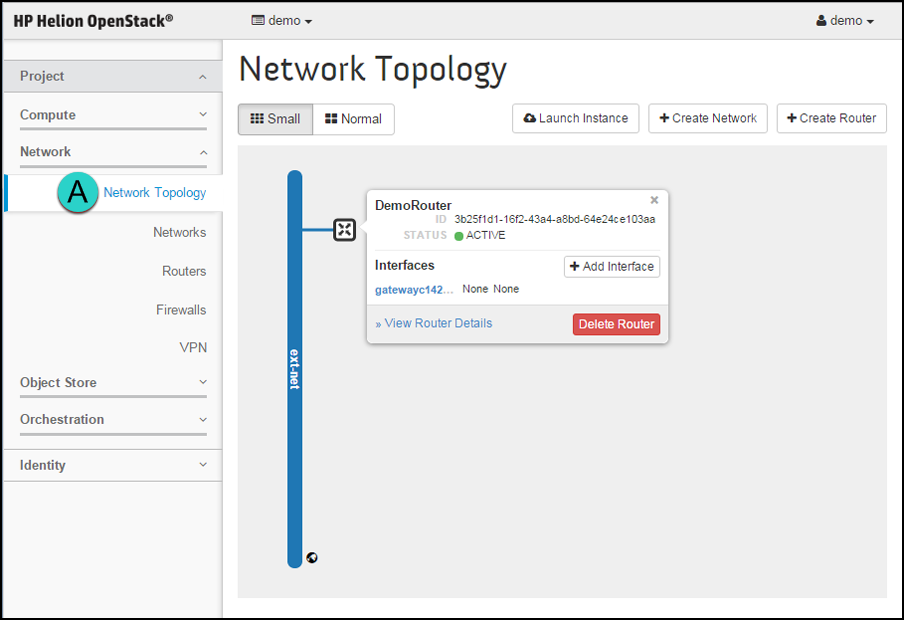 HP Helion OpenStack®
demo
demo
Project
Compute
Network
A
Network Topology
Networks
Routers
Firewalls
VPN
Object Store
Orchestration
Identity
Network Topology
Small Normal
Launch Instance
+ Create Network
+ Create Router
ext-net
DemoRouter ×
ID 3b25f1d1-16f2-43a4-a8bd-64e24ce103aa
STATUS ACTIVE
Interfaces + Add Interface
gatewayc142... None None
» View Router Details Delete Router